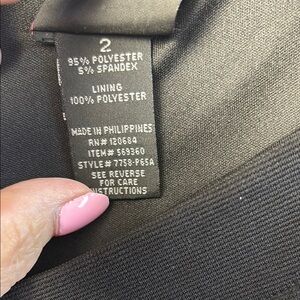 2
95% POLYESTER
5% SPANDEX
LINING
100% POLYESTER
MADE IN PHILIPPINES
RN# 120684
ITEM# 569360
STYLE# 7758-P65A
SEE REVERSE
FOR CARE
INSTRUCTIONS